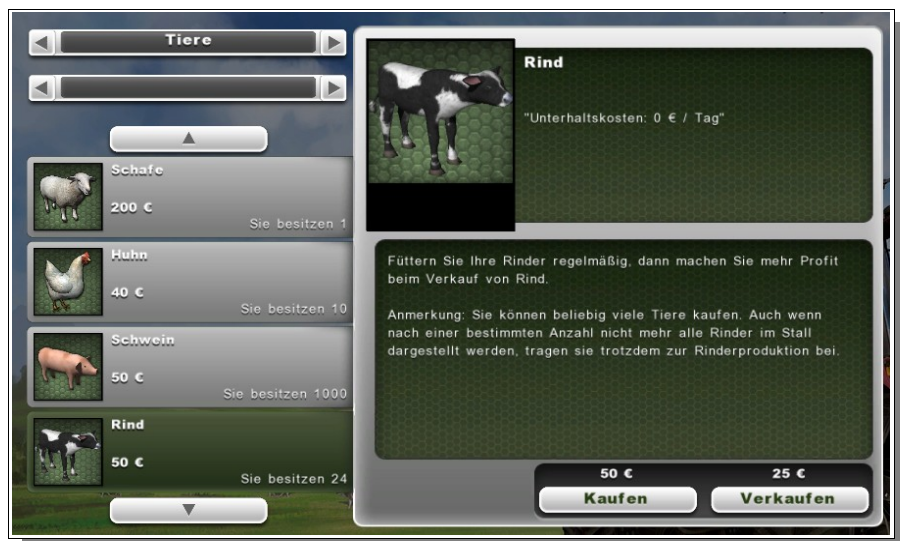 Tiere
Schafe
200 €
Sie besitzen 1
Huhn
40 €
Sie besitzen 10
Schwein
50 €
Sie besitzen 1000
Rind
50 €
Sie besitzen 24
Rind
"Unterhaltskosten: 0 € / Tag"
Füttern Sie Ihre Rinder regelmäßig, dann machen Sie mehr Profit
beim Verkauf von Rind.
Anmerkung: Sie können beliebig viele Tiere kaufen. Auch wenn
nach einer bestimmten Anzahl nicht mehr alle Rinder im Stall
dargestellt werden, tragen sie trotzdem zur Rinderproduktion bei.
50 € 25 €
Kaufen Verkaufen